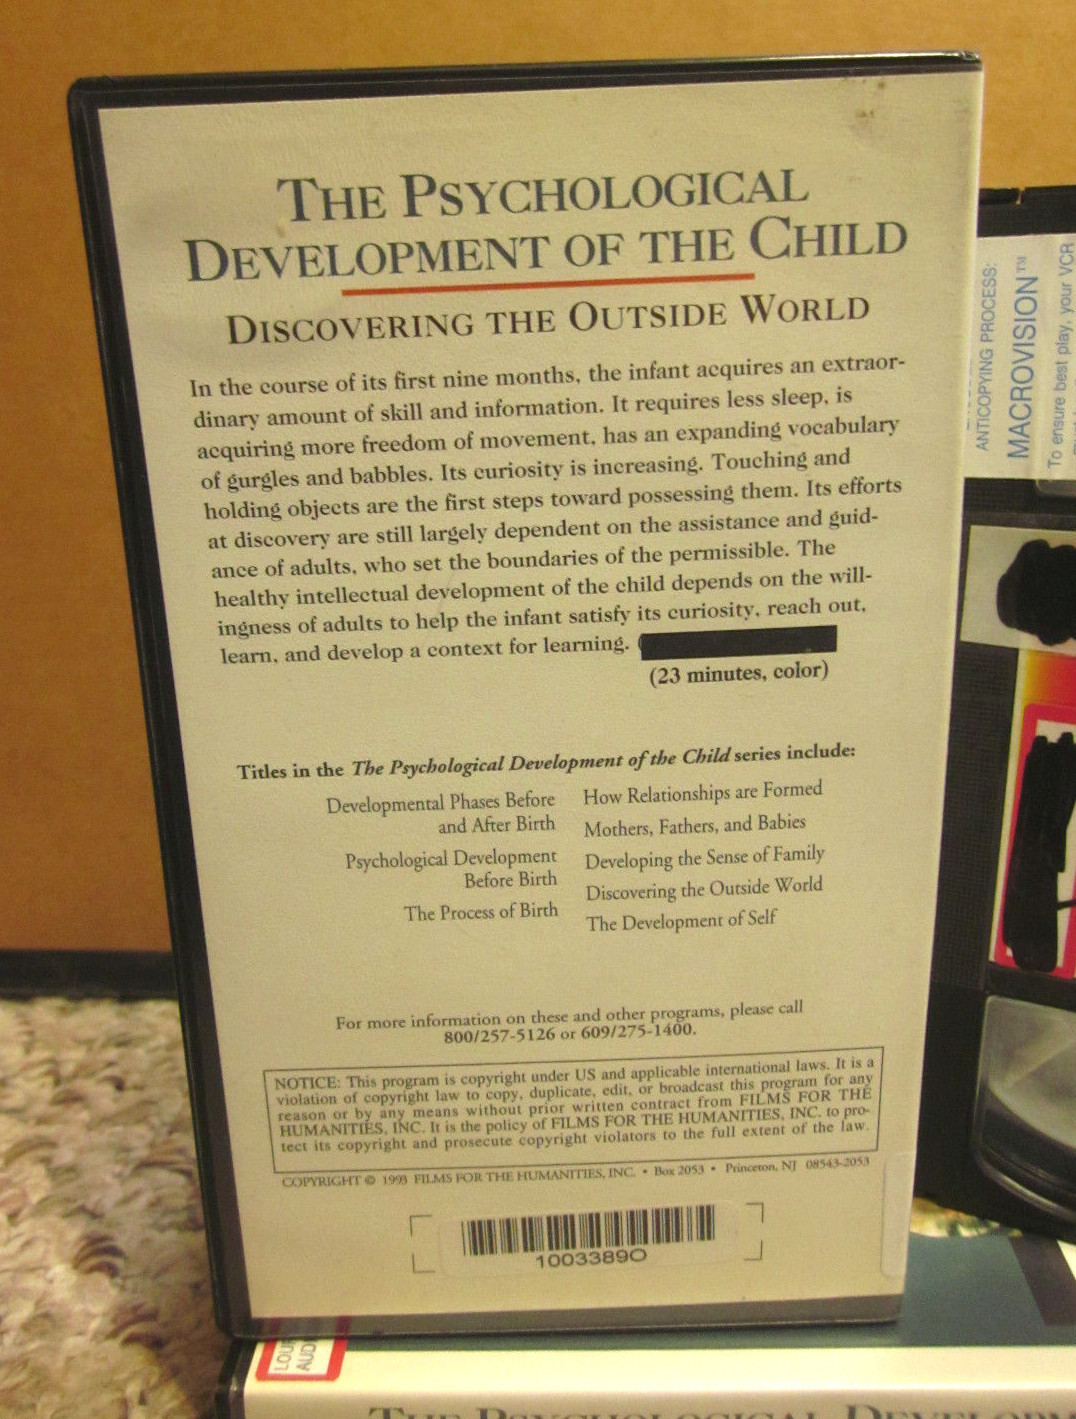 THE PSYCHOLOGICAL
DEVELOPMENT OF THE CHILD
DISCOVERING THE OUTSIDE WORLD
In the course of its first nine months, the infant acquires an extraor-
dinary amount of skill and information. It requires less sleep, is
acquiring more freedom of movement, has an expanding vocabulary
of gurgles and babbles. Its curiosity is increasing. Touching and
holding objects are the first steps toward possessing them. Its efforts
at discovery are still largely dependent on the assistance and guid-
ance of adults, who set the boundaries of the permissible. The
healthy intellectual development of the child depends on the will-
ingness of adults to help the infant satisfy its curiosity, reach out,
learn, and develop a context for learning. (
(23 minutes, color)
Titles in the The Psychological Development of the Child series include:
Developmental Phases Before
and After Birth
Psychological Development
Before Birth
The Process of Birth
How Relationships are Formed
Mothers, Fathers, and Babies
Developing the Sense of Family
Discovering the Outside World
The Development of Self
For more information on these and other programs, please call
800/257-5126 or 609/275-1400.
NOTICE: This program is copyright under US and applicable international laws. It is a
violation of copyright law to copy, duplicate, edit, or broadcast this program for any
reason or by any means without prior written contract from FILMS FOR THE
HUMANITIES, INC. It is the policy of FILMS FOR THE HUMANITIES, INC. to pro-
tect its copyright and prosecute copyright violators to the full extent of the law.
COPYRIGHT © 1993 FILMS FOR THE HUMANITIES, INC. • Box 2053 • Princeton, NJ 08543-2053
10033890
ANTICOPYING PROCESS:
MACROVISION™
To ensure best play, your VCR
THE PSYCHOLOGICAL